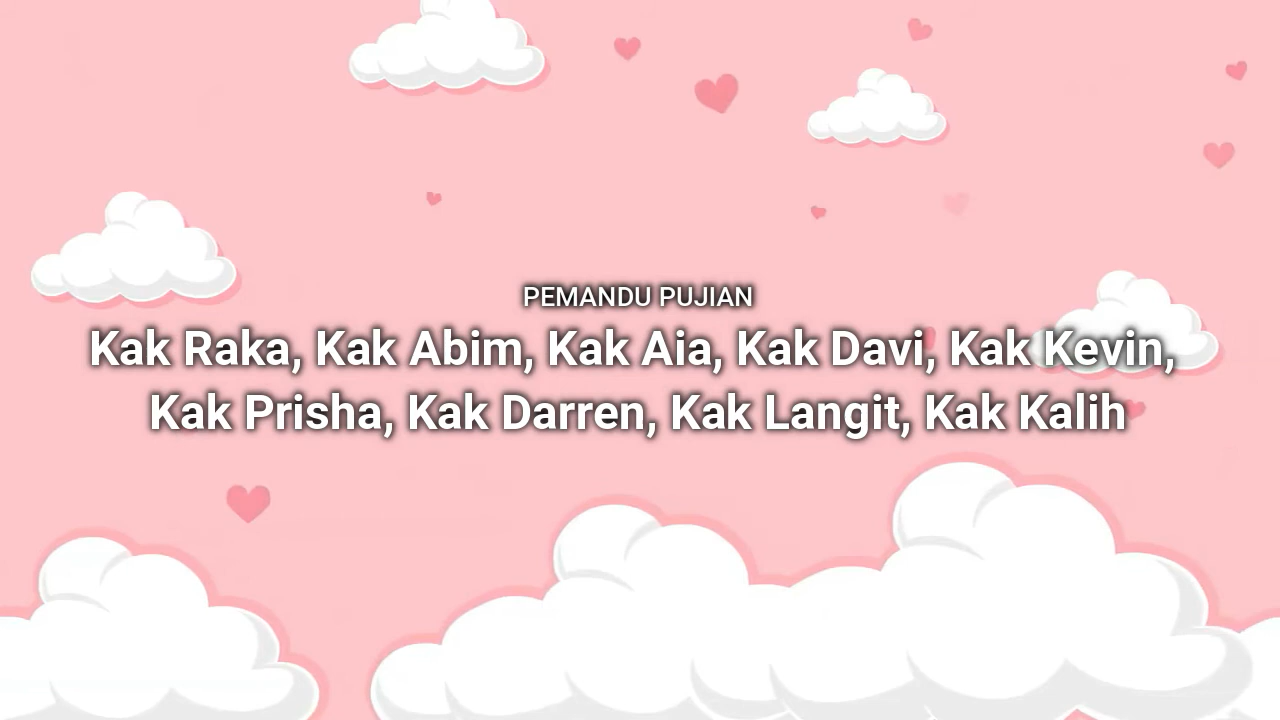 PEMANDU PUJIAN
Kak Raka, Kak Abim, Kak Aia, Kak Davi, Kak Kevin,
Kak Prisha, Kak Darren, Kak Langit, Kak Kalih